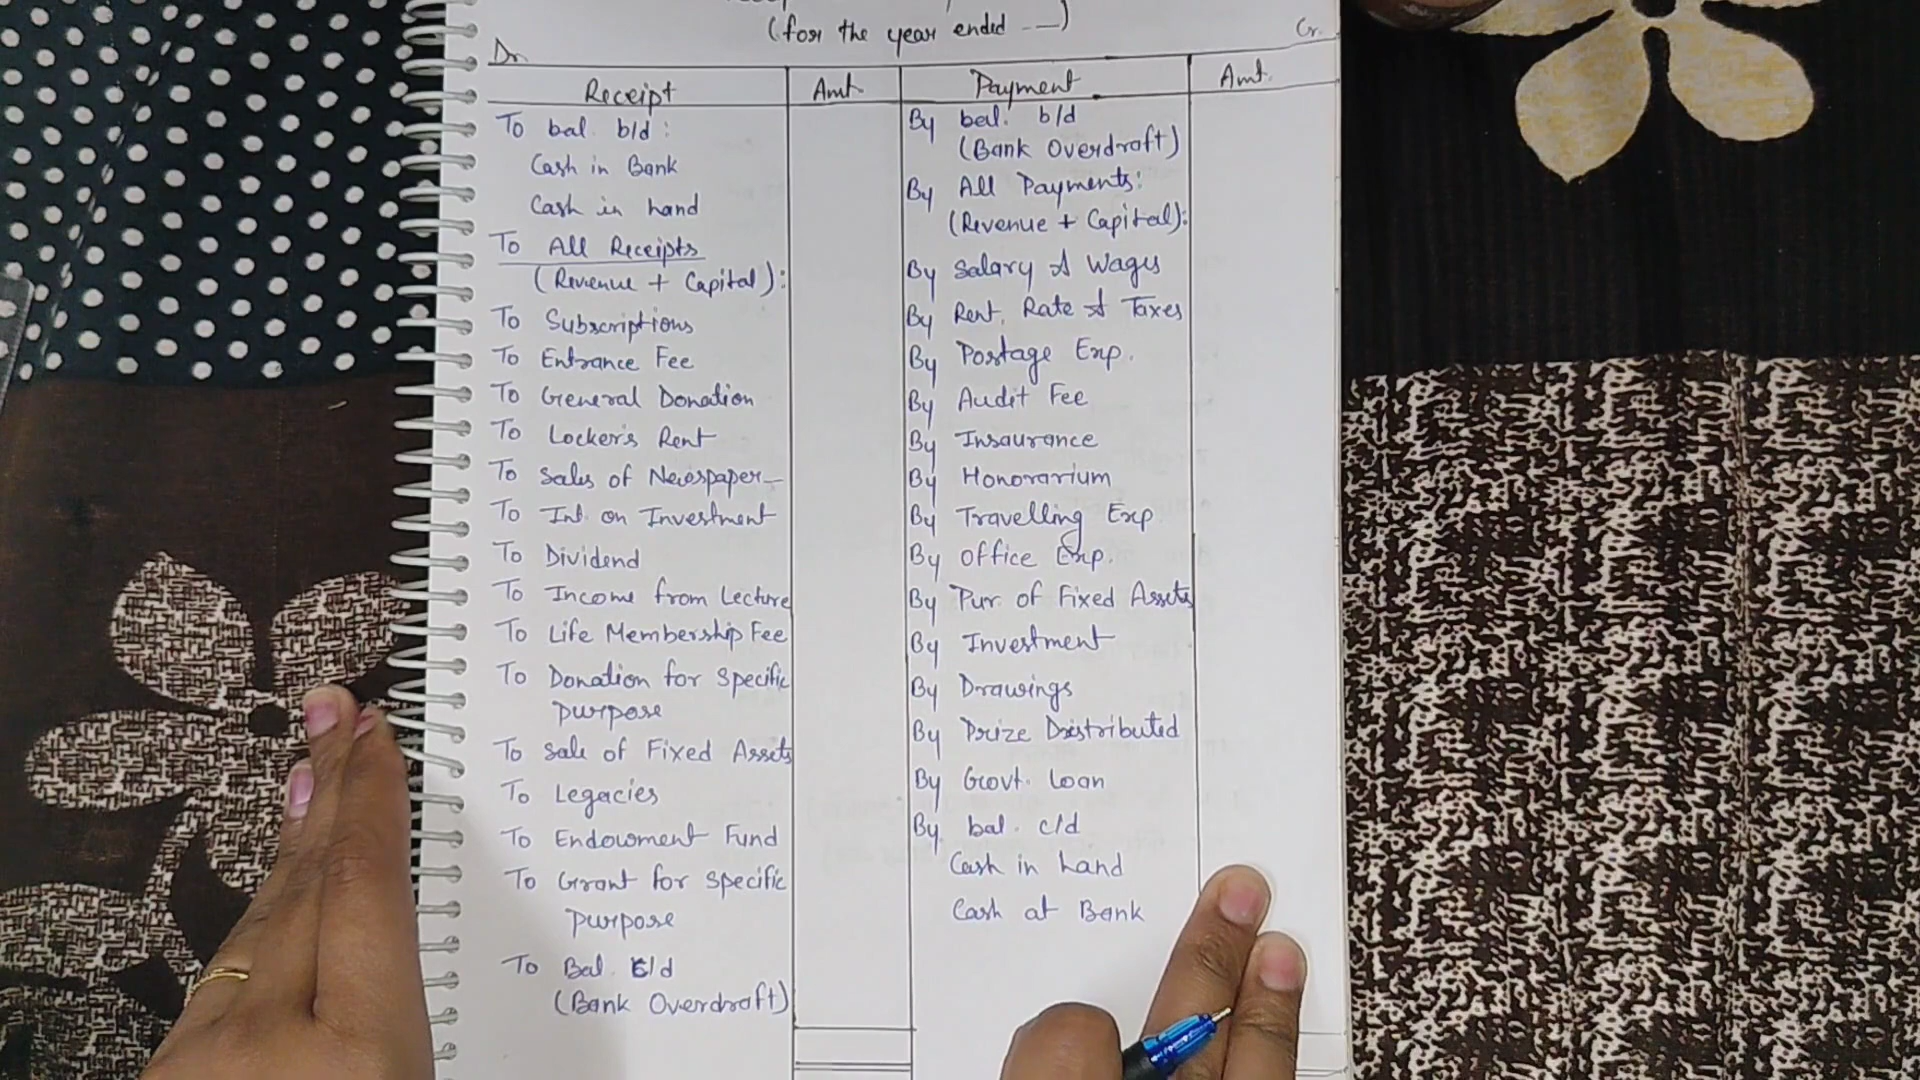 (for the year ended ——)
Dr.
Cr.
Receipt Amt. Payment Amt.
To bal. b/d :
Cash in Bank
Cash in hand
To All Receipts
(Revenue + Capital) :
To Subscriptions
To Entrance Fee
To General Donation
To Locker's Rent
To Sales of Newspaper—
To Int. on Investment
To Dividend
To Income from Lecture
To Life Membership Fee
To Donation for Specific
purpose
To Sale of Fixed Assets
To Legacies
To Endowment Fund
To Grant for Specific
purpose
To Bal. c/d
(Bank Overdraft)
By bal. b/d
(Bank Overdraft)
By All Payments:
(Revenue + Capital):
By Salary & Wages
By Rent, Rate & Taxes
By Postage Exp.
By Audit Fee
By Insaurance
By Honorarium
By Travelling Exp
By Office Exp.
By Pur. of Fixed Assets
By Investment
By Drawings
By Prize Distributed
By Govt. Loan
By bal. c/d
Cash in hand
Cash at Bank